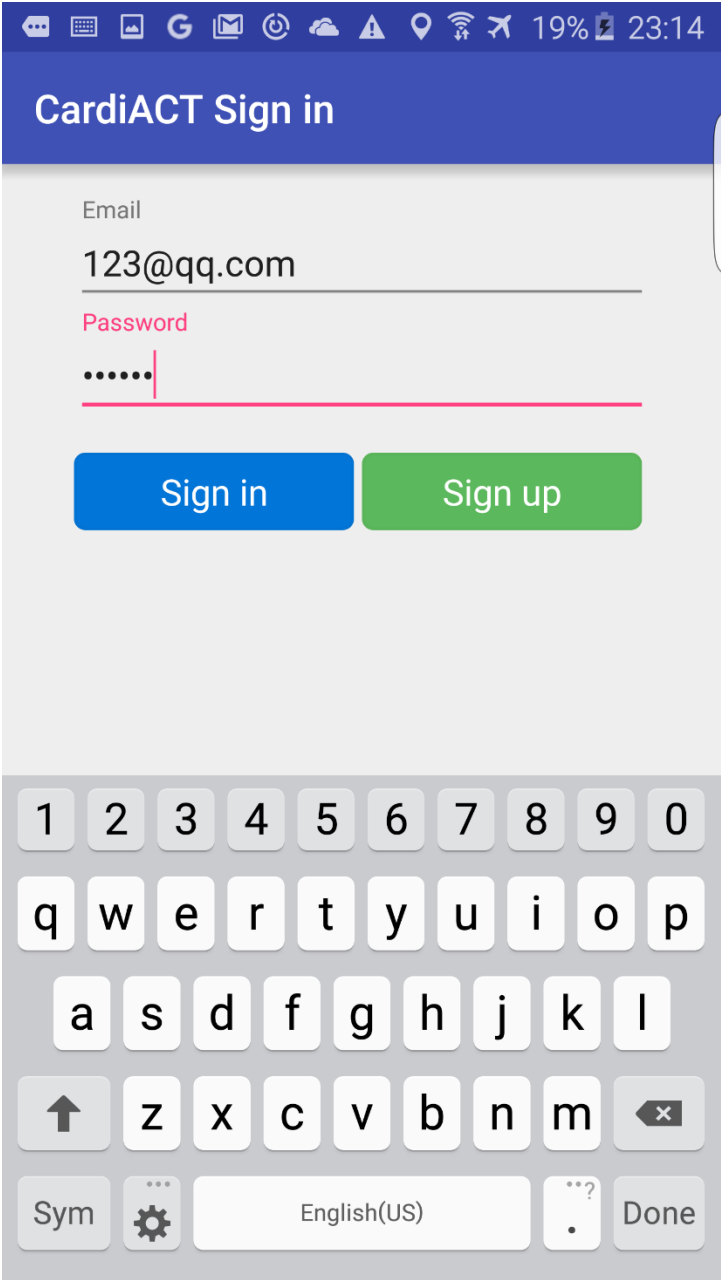 19% 23:14
CardiACT Sign in
Email
123@qq.com
Password
••••••
Sign in Sign up
1 2 3 4 5 6 7 8 9 0
q w e r t y u i o p
a s d f g h j k l
z x c v b n m
Sym English(US) . ? Done